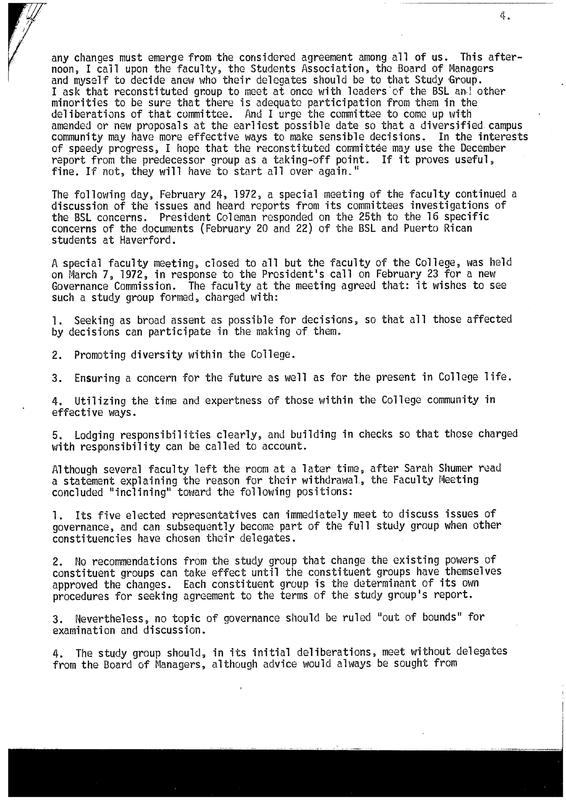 4.
any changes must emerge from the considered agreement among all of us. This after-
noon, I call upon the faculty, the Students Association, the Board of Managers
and myself to decide anew who their delegates should be to that Study Group.
I ask that reconstituted group to meet at once with leaders of the BSL and other
minorities to be sure that there is adequate participation from them in the
deliberations of that committee. And I urge the committee to come up with
amended or new proposals at the earliest possible date so that a diversified campus
community may have more effective ways to make sensible decisions. In the interests
of speedy progress, I hope that the reconstituted committee may use the December
report from the predecessor group as a taking-off point. If it proves useful,
fine. If not, they will have to start all over again."
The following day, February 24, 1972, a special meeting of the faculty continued a
discussion of the issues and heard reports from its committees investigations of
the BSL concerns. President Coleman responded on the 25th to the 16 specific
concerns of the documents (February 20 and 22) of the BSL and Puerto Rican
students at Haverford.
A special faculty meeting, closed to all but the faculty of the College, was held
on March 7, 1972, in response to the President's call on February 23 for a new
Governance Commission. The faculty at the meeting agreed that: it wishes to see
such a study group formed, charged with:
1. Seeking as broad assent as possible for decisions, so that all those affected
by decisions can participate in the making of them.
2. Promoting diversity within the College.
3. Ensuring a concern for the future as well as for the present in College life.
4. Utilizing the time and expertness of those within the College community in
effective ways.
5. Lodging responsibilities clearly, and building in checks so that those charged
with responsibility can be called to account.
Although several faculty left the room at a later time, after Sarah Shumer read
a statement explaining the reason for their withdrawal, the Faculty Meeting
concluded "inclining" toward the following positions:
1. Its five elected representatives can immediately meet to discuss issues of
governance, and can subsequently become part of the full study group when other
constituencies have chosen their delegates.
2. No recommendations from the study group that change the existing powers of
constituent groups can take effect until the constituent groups have themselves
approved the changes. Each constituent group is the determinant of its own
procedures for seeking agreement to the terms of the study group's report.
3. Nevertheless, no topic of governance should be ruled "out of bounds" for
examination and discussion.
4. The study group should, in its initial deliberations, meet without delegates
from the Board of Managers, although advice would always be sought from